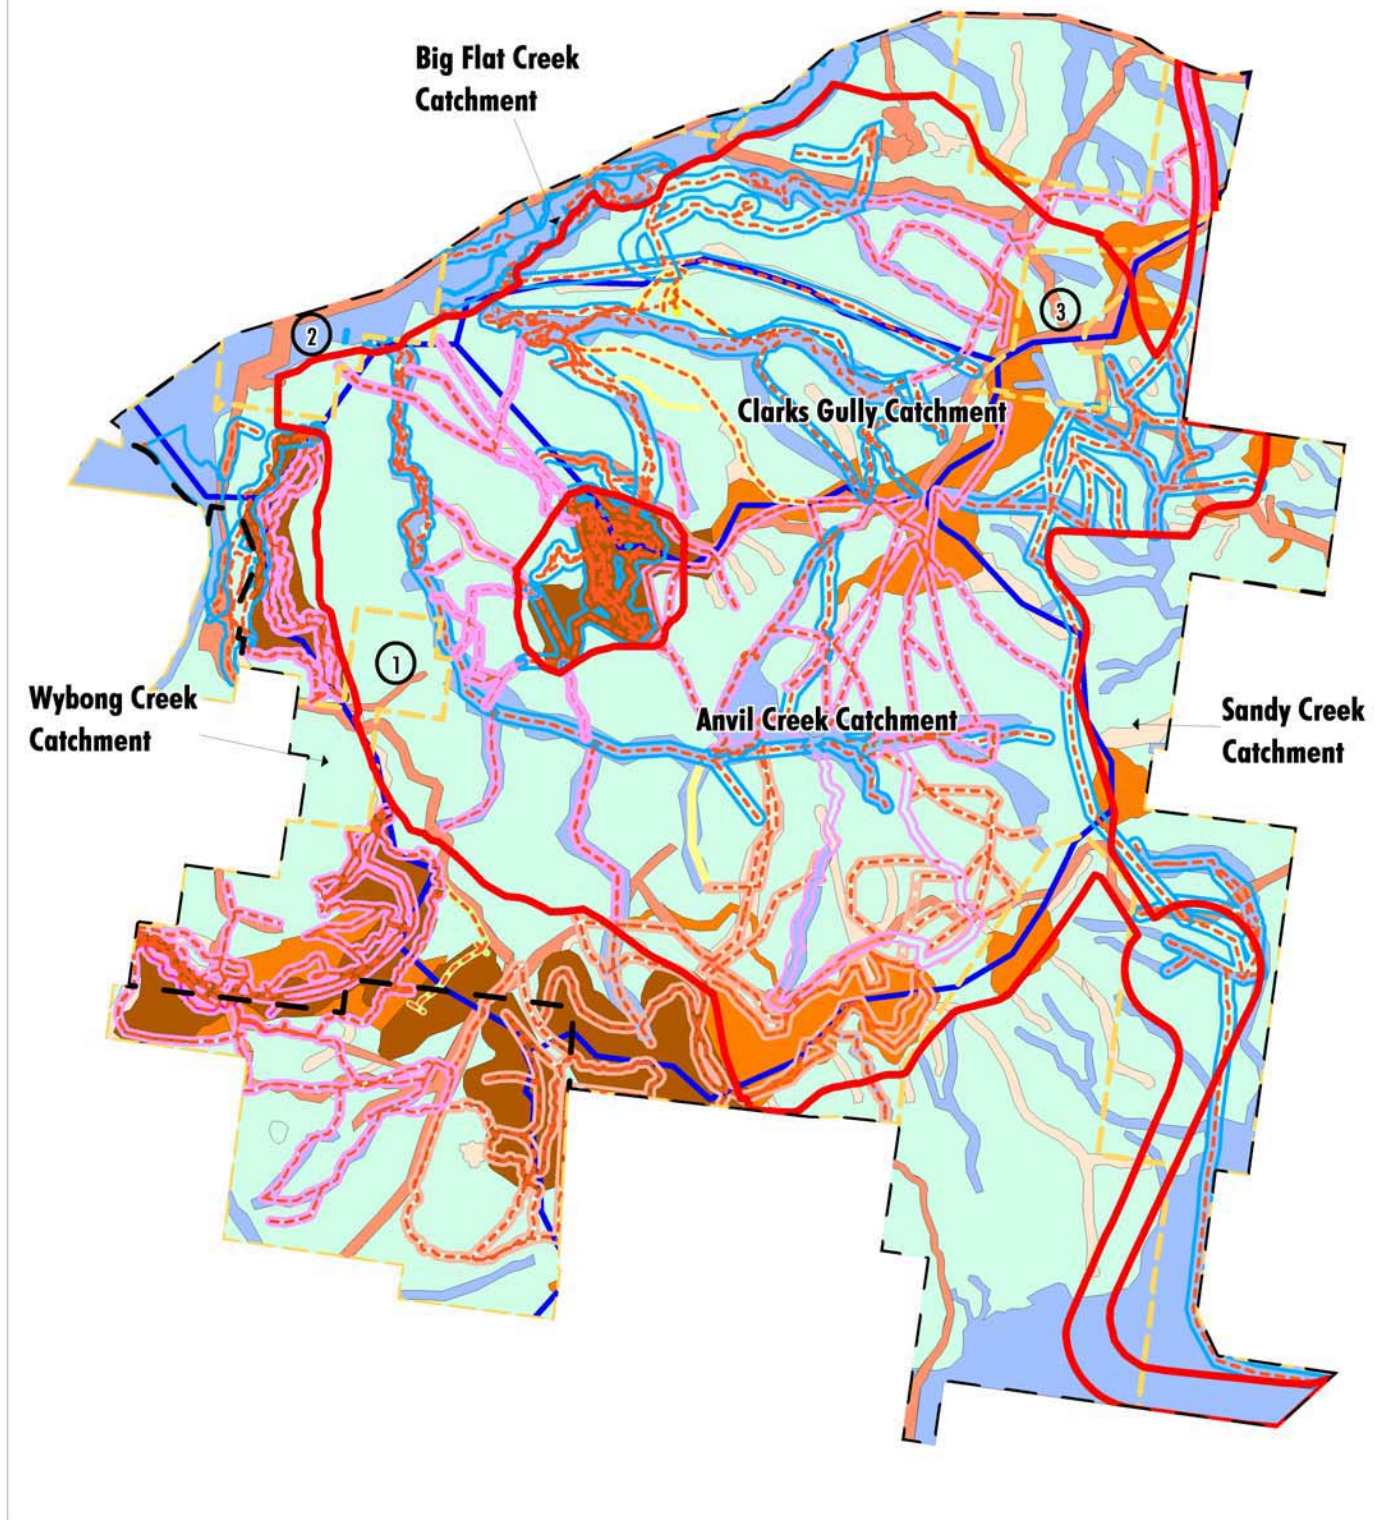 Big Flat Creek
Catchment
2
3
Clarks Gully Catchment
1
Wybong Creek
Catchment
Anvil Creek Catchment
Sandy Creek
Catchment